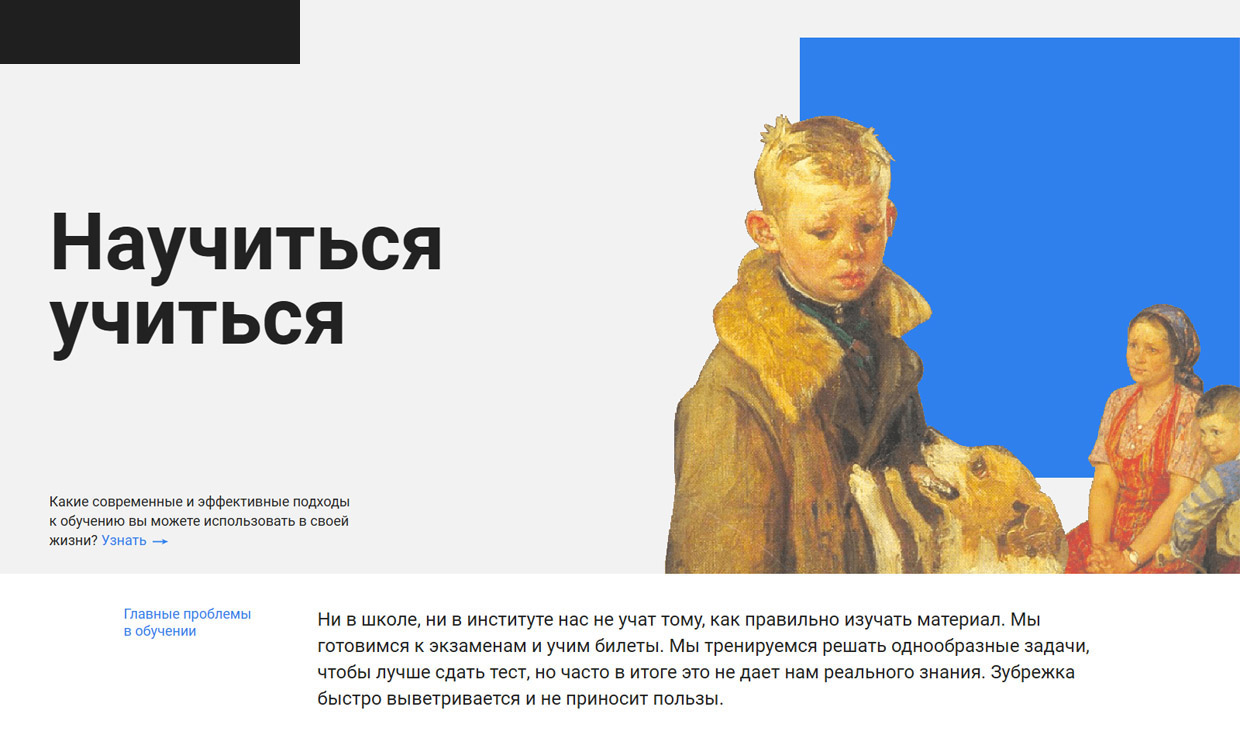 Научиться
учиться
Какие современные и эффективные подходы
к обучению вы можете использовать в своей
жизни? Узнать →
Главные проблемы
в обучении
Ни в школе, ни в институте нас не учат тому, как правильно изучать материал. Мы
готовимся к экзаменам и учим билеты. Мы тренируемся решать однообразные задачи,
чтобы лучше сдать тест, но часто в итоге это не дает нам реального знания. Зубрежка
быстро выветривается и не приносит пользы.